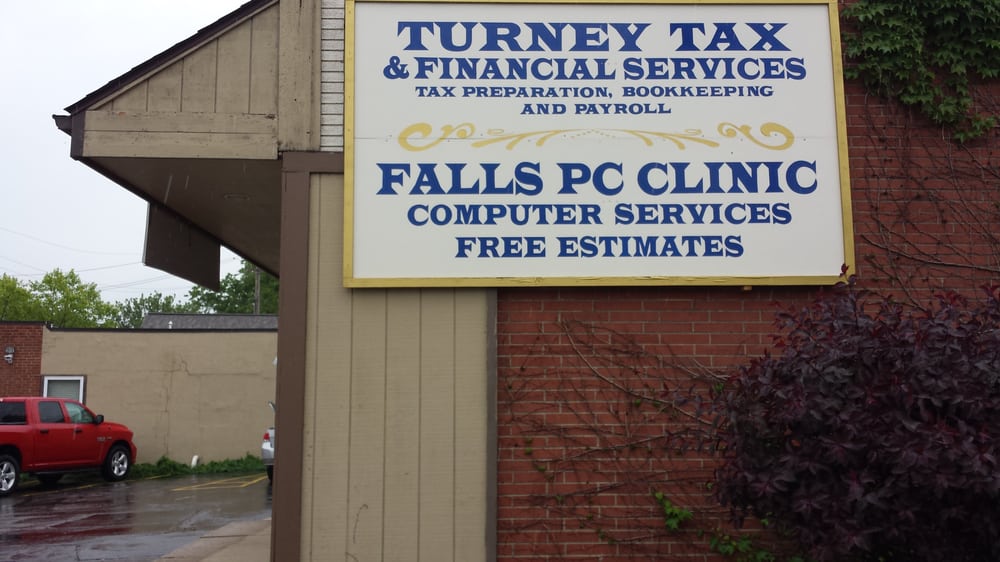 TURNEY TAX
& FINANCIAL SERVICES
TAX PREPARATION, BOOKKEEPING
AND PAYROLL
FALLS PC CLINIC
COMPUTER SERVICES
FREE ESTIMATES